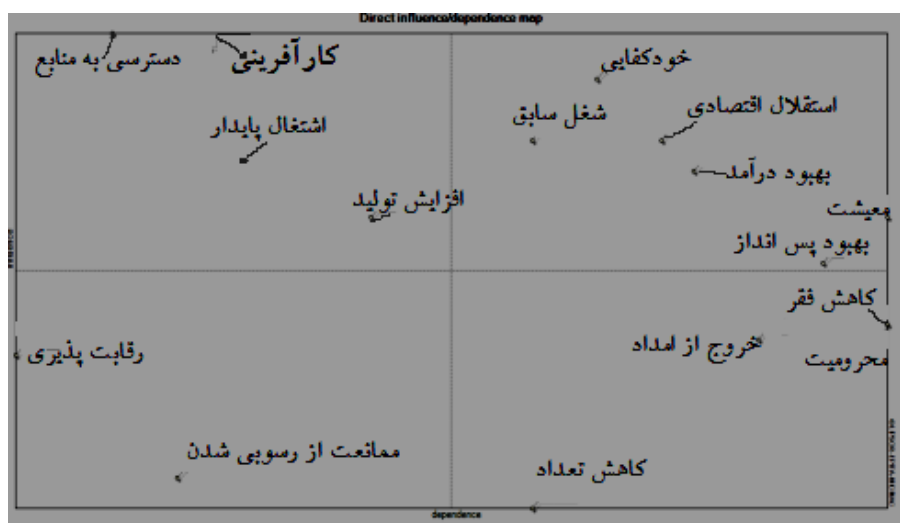 Direct influence/dependence map
دسترسی به منابع
کارآفرینی
خودکفایی
اشتغال پایدار
شغل سابق
استقلال اقتصادی
بهبود درآمد
افزایش تولید
معیشت
بهبود پس انداز
کاهش فقر
خروج از امداد
محرومیت
رقابت پذیری
ممانعت از رسوبی شدن
کاهش تعداد
dependence